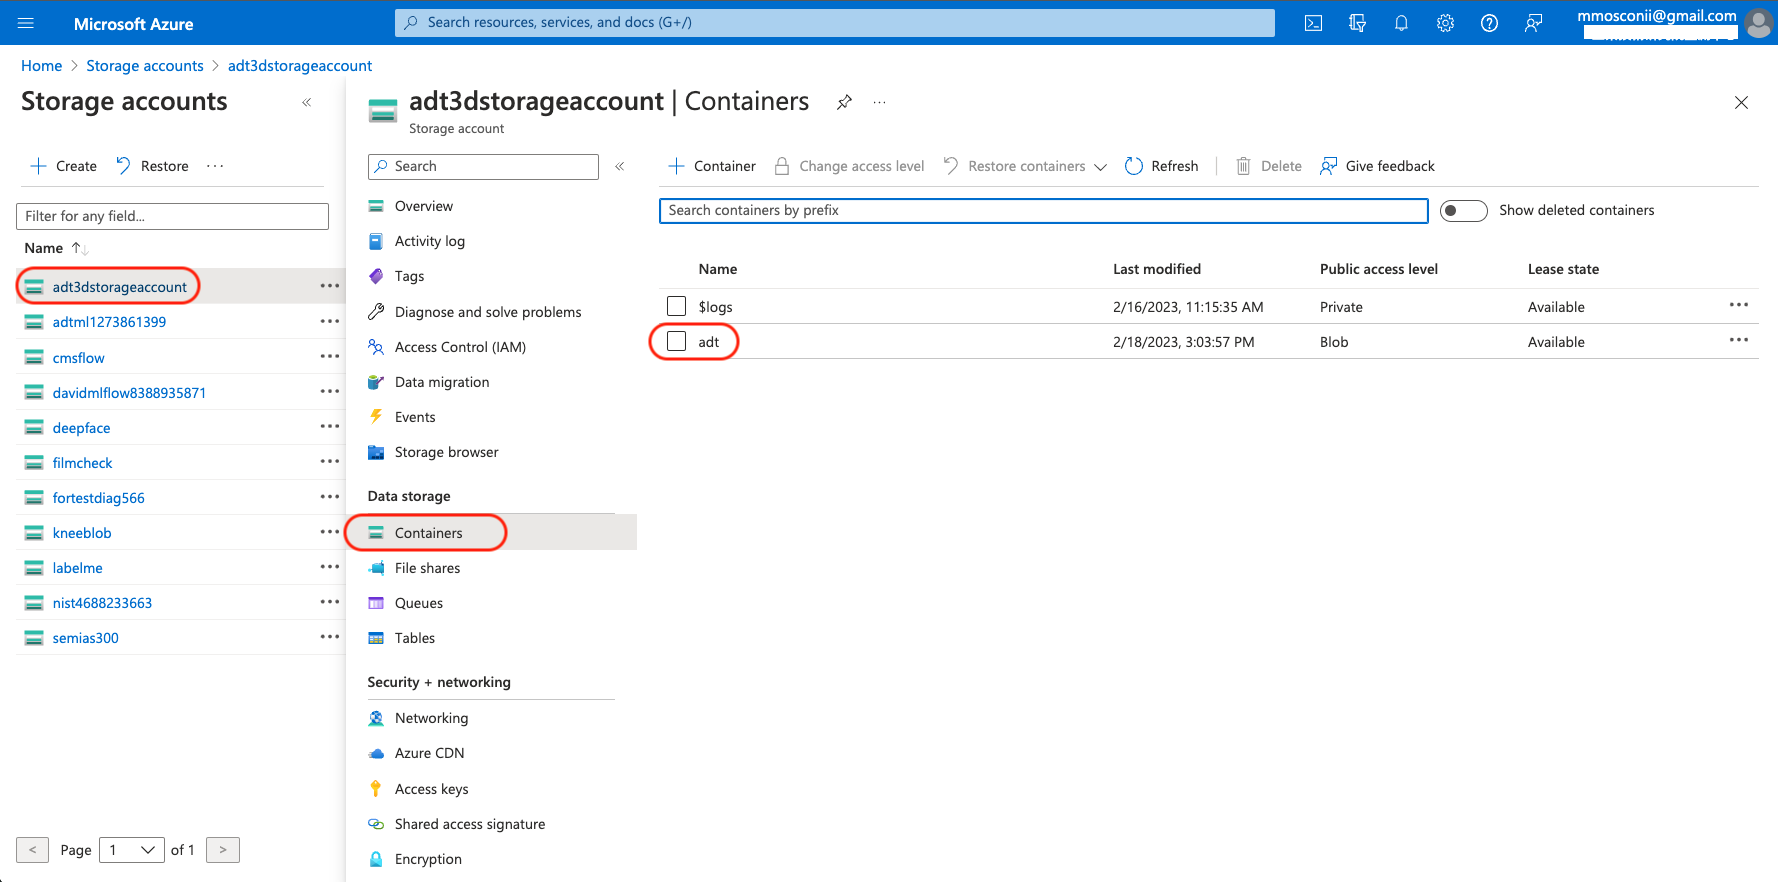 Microsoft Azure
Search resources, services, and docs (G+/)
mmosconii@gmail.com
Home > Storage accounts > adt3dstorageaccount
Storage accounts
«
Create Restore ...
Filter for any field...
Name
adt3dstorageaccount
adtml1273861399
cmsflow
davidmlflow8388935871
deepface
filmcheck
fortestdiag566
kneeblob
labelme
nist4688233663
semias300
< Page 1 of 1 >
adt3dstorageaccount | Containers ...
Storage account
Search «
Overview
Activity log
Tags
Diagnose and solve problems
Access Control (IAM)
Data migration
Events
Storage browser
Data storage
Containers
File shares
Queues
Tables
Security + networking
Networking
Azure CDN
Access keys
Shared access signature
Encryption
Container Change access level Restore containers Refresh Delete Give feedback
Search containers by prefix Show deleted containers
Name Last modified Public access level Lease state
$logs 2/16/2023, 11:15:35 AM Private Available ...
adt 2/18/2023, 3:03:57 PM Blob Available ...